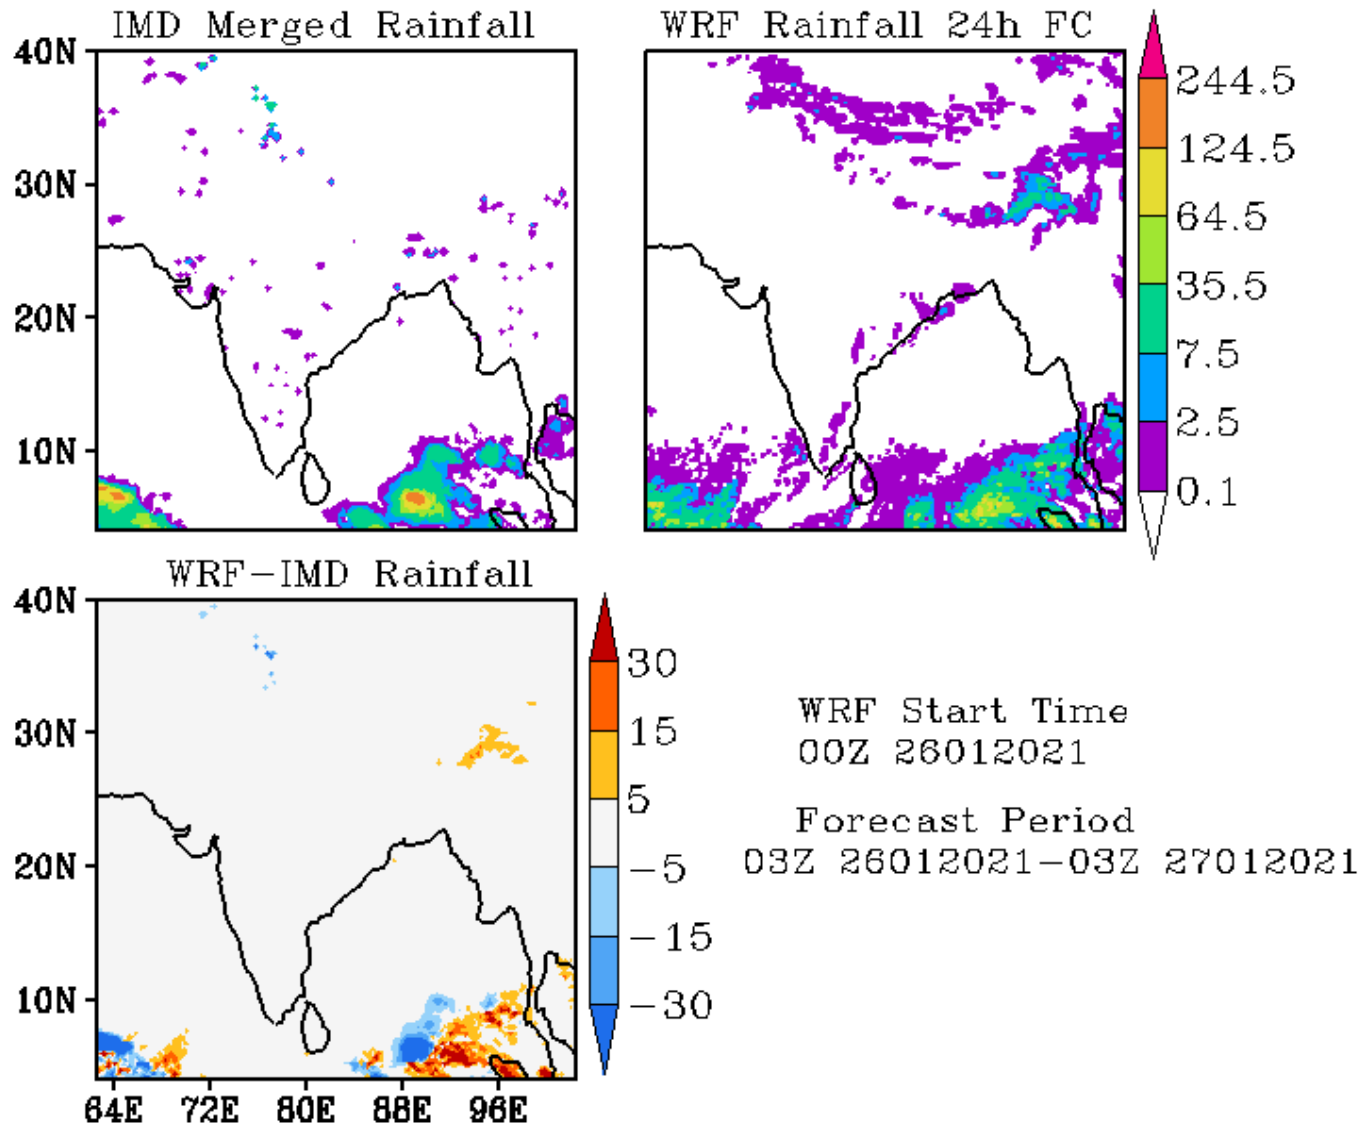 IMD Merged Rainfall
WRF Rainfall 24h FC
40N
30N
20N
10N
244.5
124.5
64.5
35.5
7.5
2.5
0.1
WRF-IMD Rainfall
40N
30N
20N
10N
64E 72E 80E 88E 96E
30
15
5
-5
-15
-30
WRF Start Time
00Z 26012021
Forecast Period
03Z 26012021-03Z 27012021